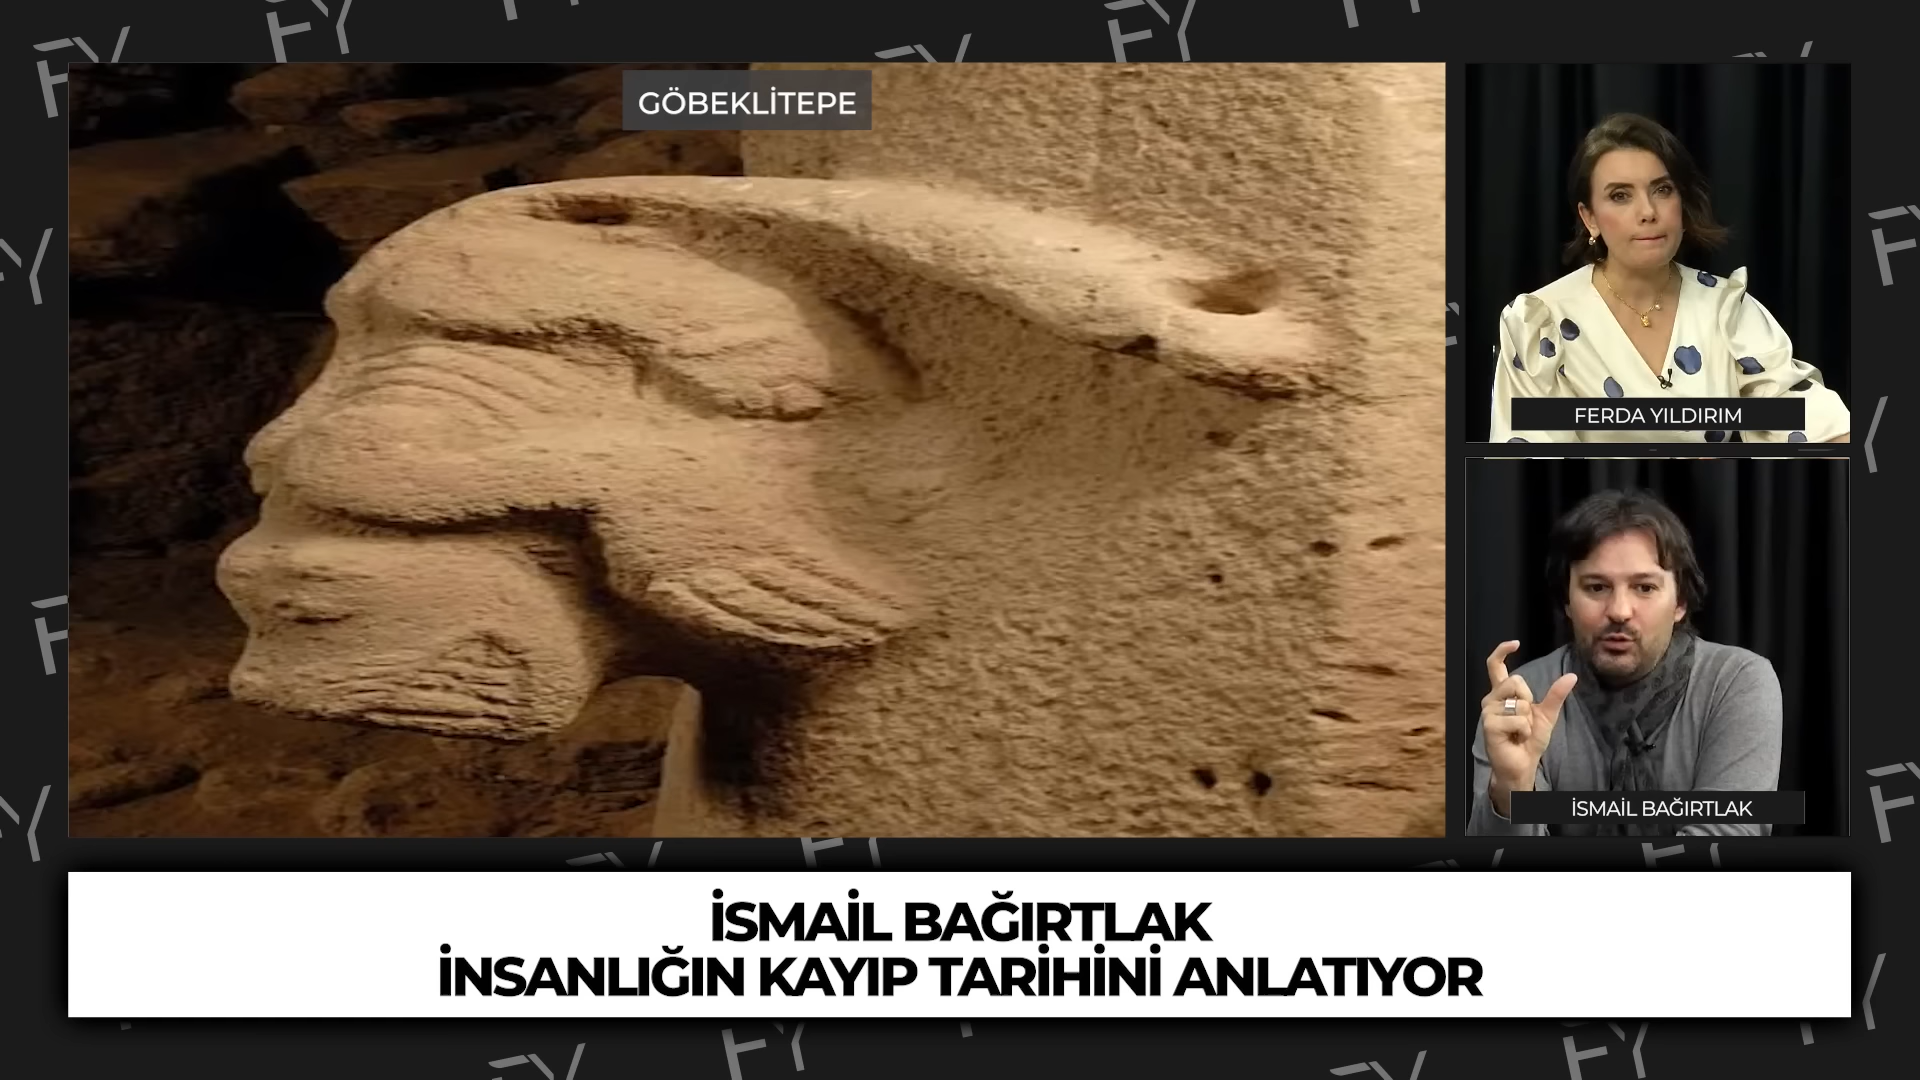 GÖBEKLİTEPE
FERDA YILDIRIM
İSMAİL BAĞIRTLAK
İSMAİL BAĞIRTLAK
İNSANLIĞIN KAYIP TARİHİNİ ANLATIYOR